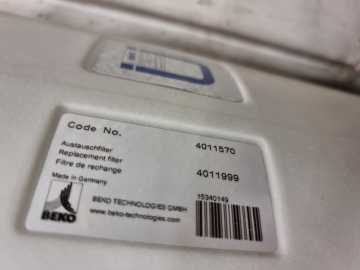 Code No. 4011570
Austauschfilter
Replacement filter
Filtre de rechange 4011999
Made in Germany
BEKO
BEKO TECHNOLOGIES GMBH
www.beko-technologies.com
15340149